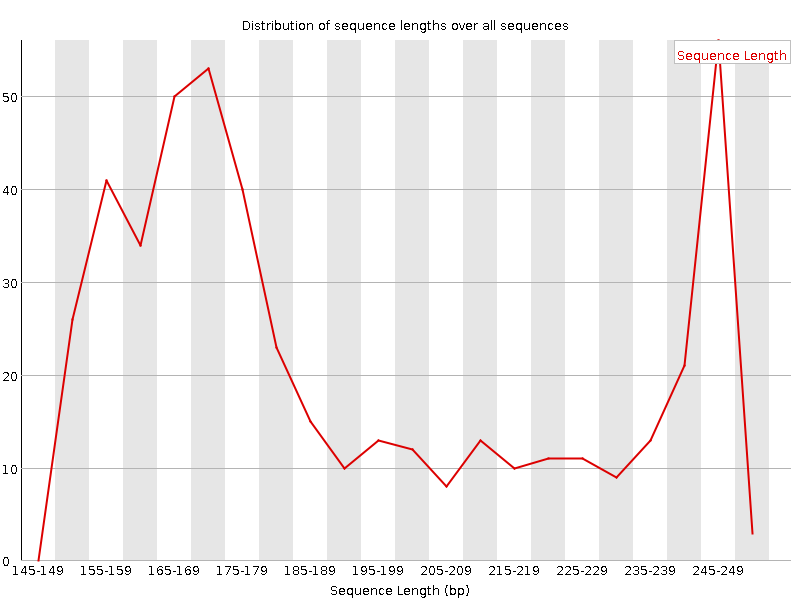 Distribution of sequence lengths over all sequences
Sequence Length
50
40
30
20
10
0
145-149 155-159 165-169 175-179 185-189 195-199 205-209 215-219 225-229 235-239 245-249
Sequence Length (bp)